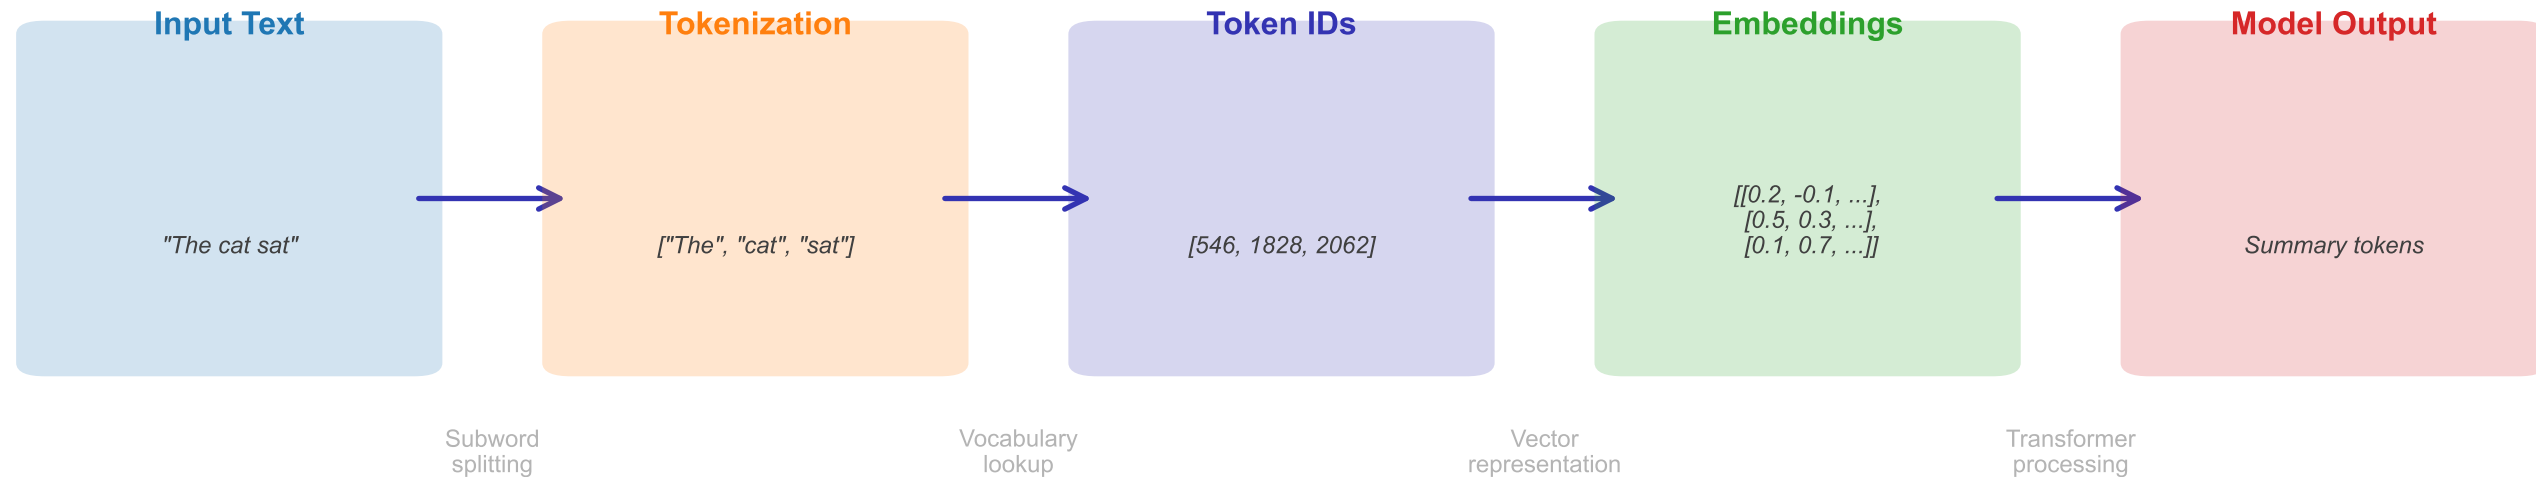 Input Text
Tokenization
Token IDs
Embeddings
Model Output
"The cat sat"
["The", "cat", "sat"]
[546, 1828, 2062]
[[0.2, -0.1, ...],
[0.5, 0.3, ...],
[0.1, 0.7, ...]]
Summary tokens
Subword
splitting
Vocabulary
lookup
Vector
representation
Transformer
processing